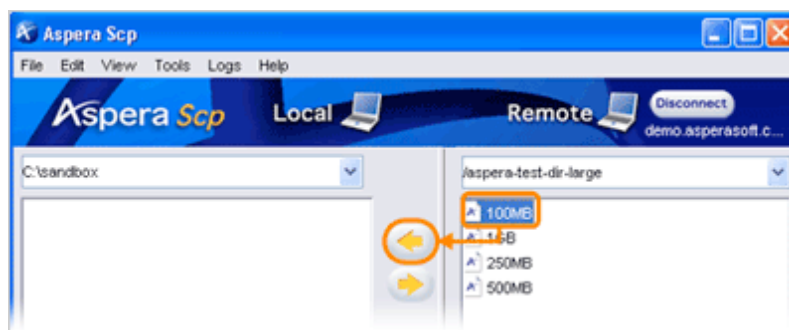 Aspera Scp
File Edit View Tools Logs Help
Aspera Scp Local Remote Disconnect
demo.asperasoft.c...
C:\sandbox /aspera-test-dir-large
100MB
1GB
250MB
500MB